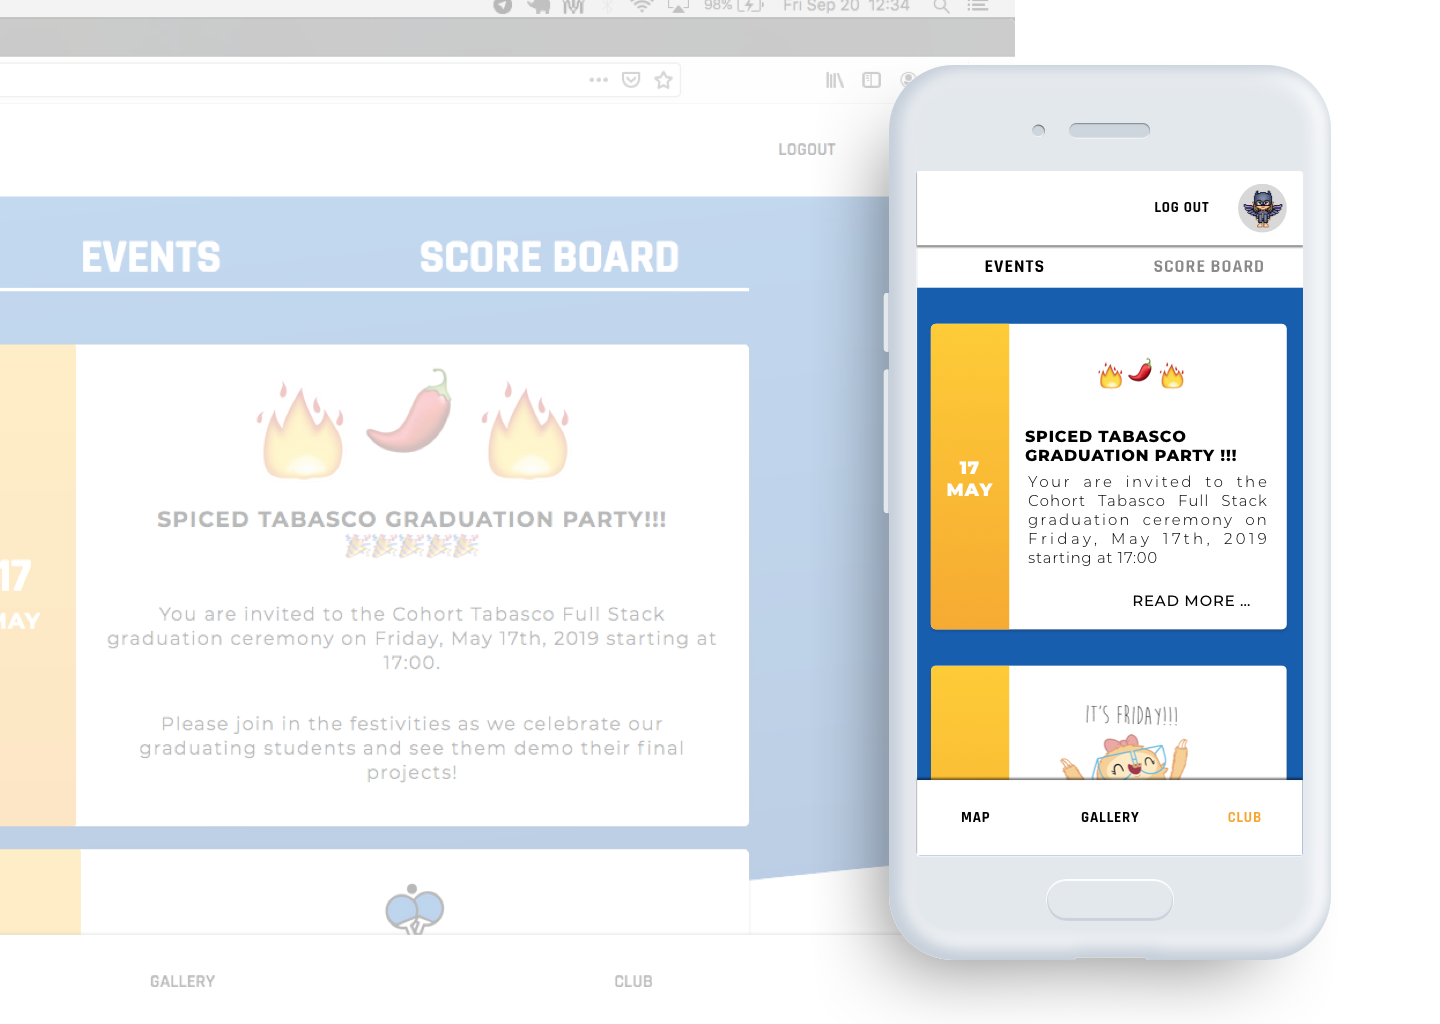 98%
Fri Sep 20 12:34
LOGOUT
EVENTS
SCORE BOARD
17
MAY
SPICED TABASCO GRADUATION PARTY!!!
You are invited to the Cohort Tabasco Full Stack
graduation ceremony on Friday, May 17th, 2019 starting at
17:00.
Please join in the festivities as we celebrate our
graduating students and see them demo their final
projects!
GALLERY
CLUB
LOG OUT
EVENTS
SCORE BOARD
17
MAY
SPICED TABASCO
GRADUATION PARTY !!!
Your are invited to the
Cohort Tabasco Full Stack
graduation ceremony on
Friday, May 17th, 2019
starting at 17:00
READ MORE ...
IT'S FRIDAY!!!
MAP
GALLERY
CLUB